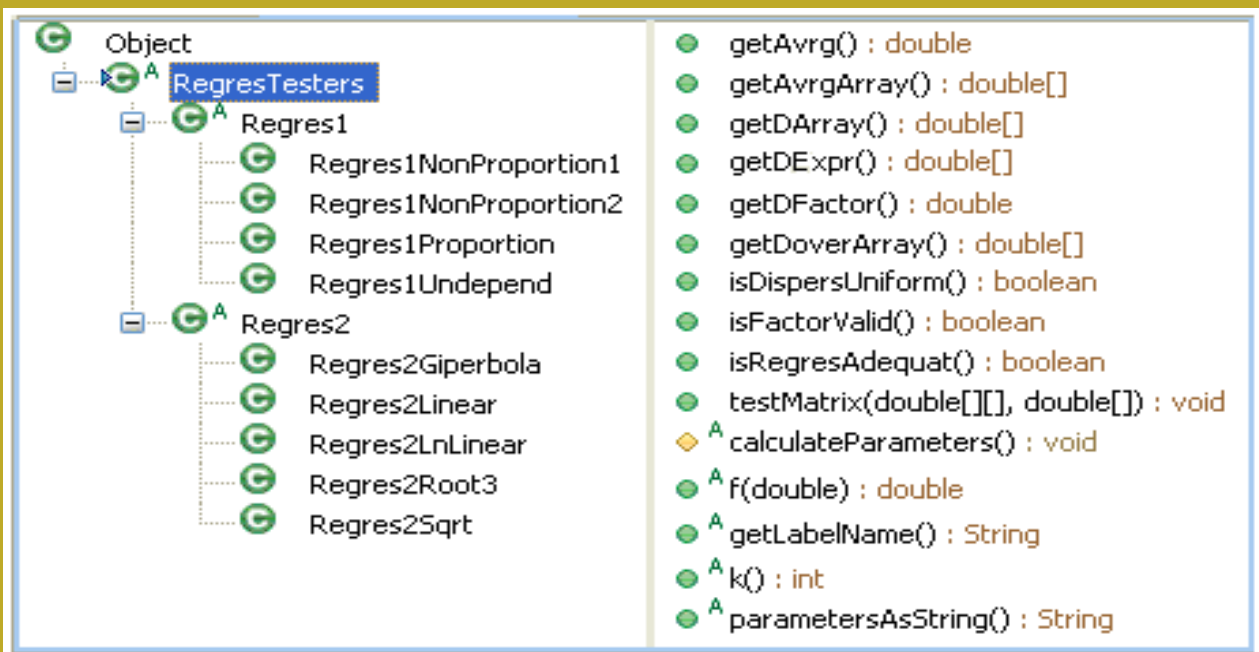 Object
RegresTesters
Regres1
Regres1NonProportion1
Regres1NonProportion2
Regres1Proportion
Regres1Undepend
Regres2
Regres2Giperbola
Regres2Linear
Regres2LnLinear
Regres2Root3
Regres2Sqrt
getAvrg() : double
getAvrgArray() : double[]
getDArray() : double[]
getDExpr() : double[]
getDFactor() : double
getDoverArray() : double[]
isDispersUniform() : boolean
isFactorValid() : boolean
isRegresAdequat() : boolean
testMatrix(double[][], double[]) : void
A calculateParameters() : void
A f(double) : double
A getLabelName() : String
A k() : int
A parametersAsString() : String